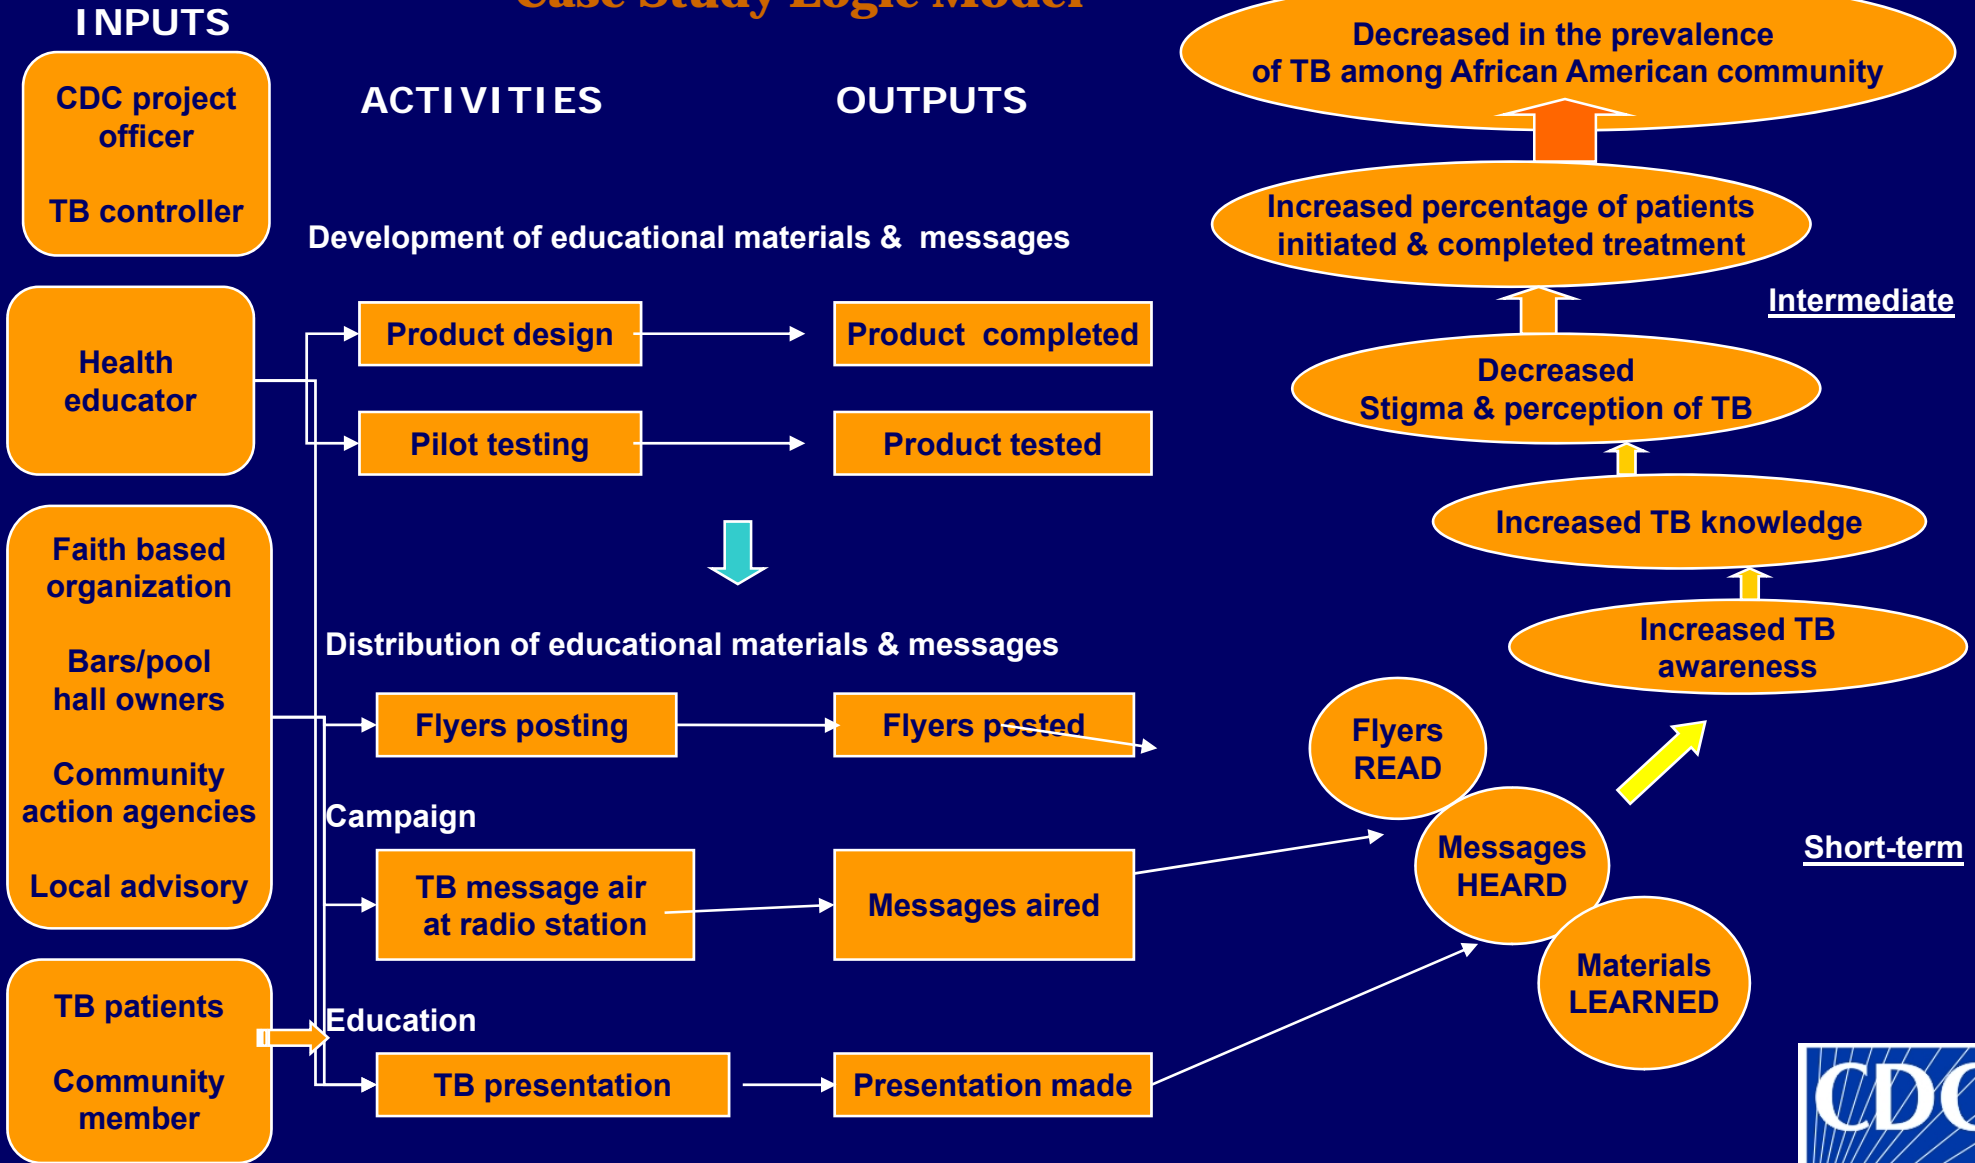 Case Study Logic Model
INPUTS
CDC project
officer
TB controller
Health
educator
Faith based
organization
Bars/pool
hall owners
Community
action agencies
Local advisory
TB patients
Community
member
ACTIVITIES
OUTPUTS
Development of educational materials & messages
Product design
Product completed
Pilot testing
Product tested
Distribution of educational materials & messages
Flyers posting
Flyers posted
Campaign
TB message air
at radio station
Messages aired
Education
TB presentation
Presentation made
Decreased in the prevalence
of TB among African American community
Increased percentage of patients
initiated & completed treatment
Intermediate
Decreased
Stigma & perception of TB
Increased TB knowledge
Increased TB
awareness
Flyers
READ
Messages
HEARD
Short-term
Materials
LEARNED
CDC